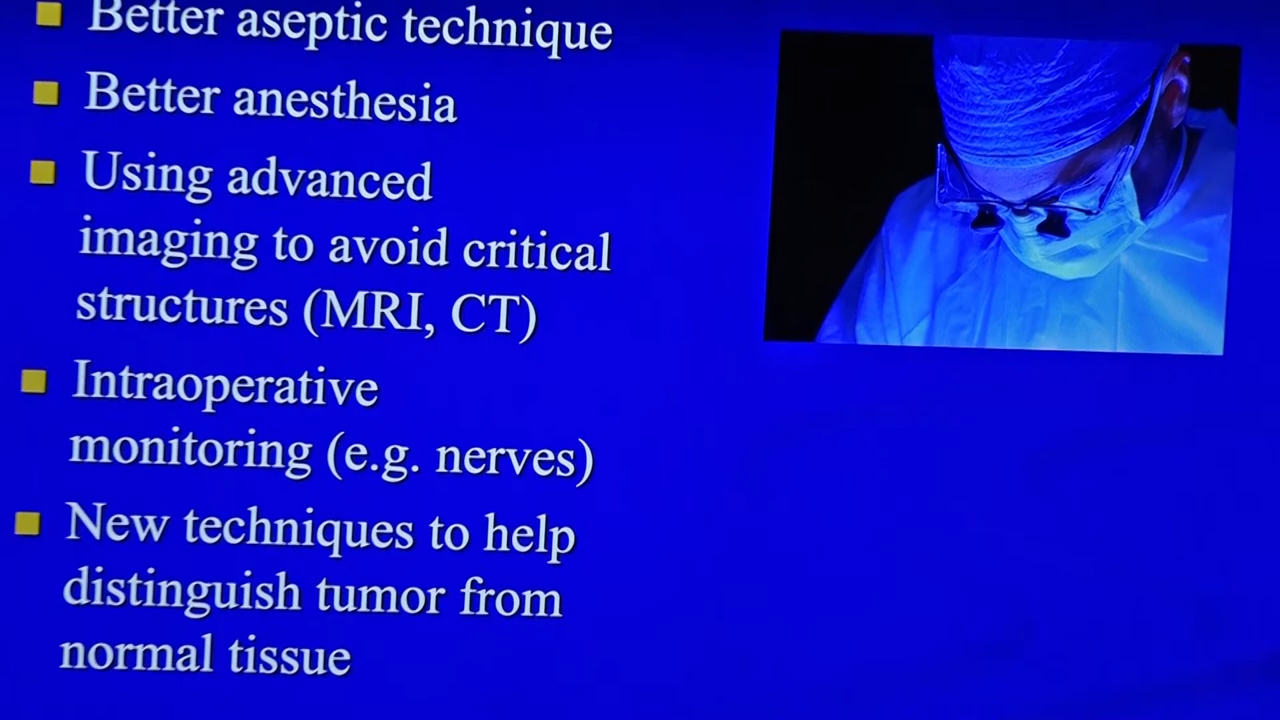 Better aseptic technique
Better anesthesia
Using advanced
imaging to avoid critical
structures (MRI, CT)
Intraoperative
monitoring (e.g. nerves)
New techniques to help
distinguish tumor from
normal tissue